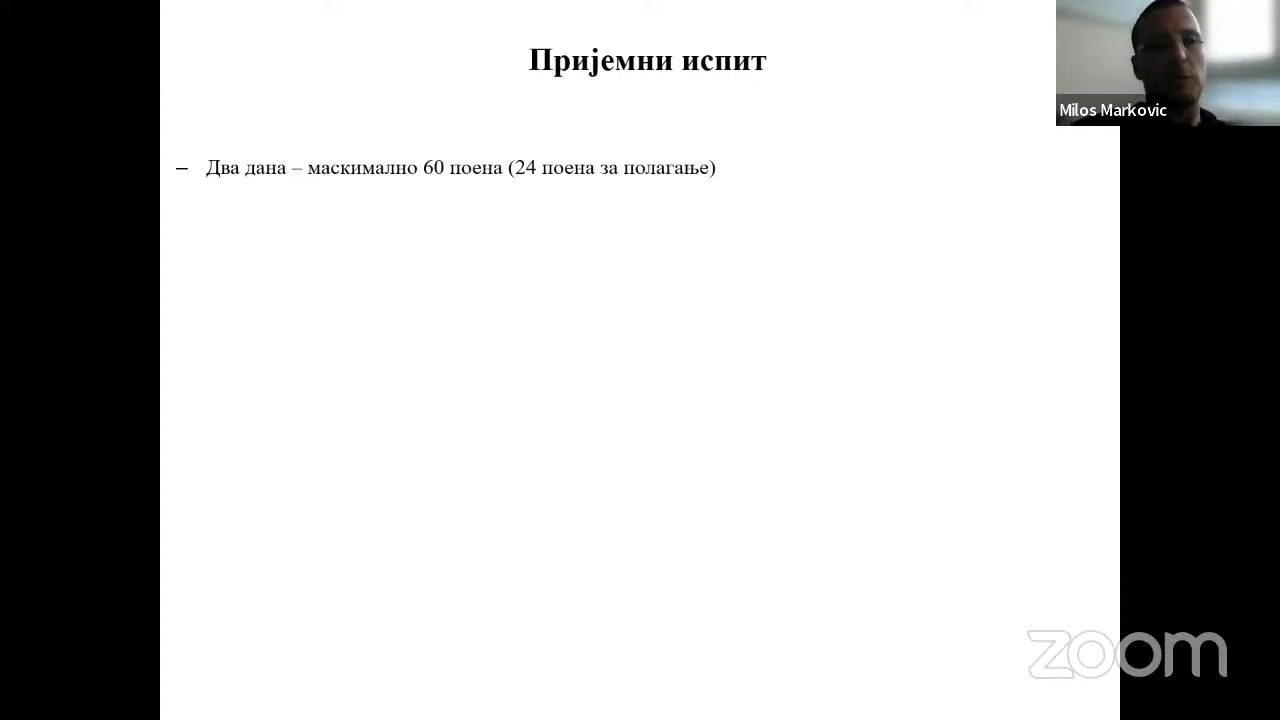 Пријемни испит
Milos Markovic
– Два дана – маскимално 60 поена (24 поена за полагање)
zoom